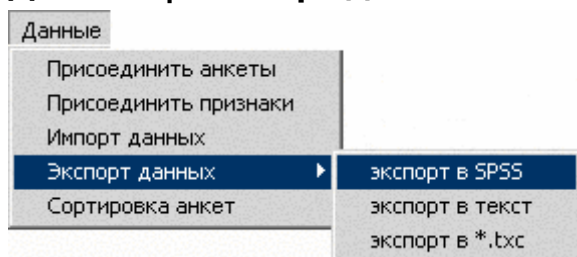 Данные
Присоединить анкеты
Присоединить признаки
Импорт данных
Экспорт данных
экспорт в SPSS
Сортировка анкет
экспорт в текст
экспорт в *.txc